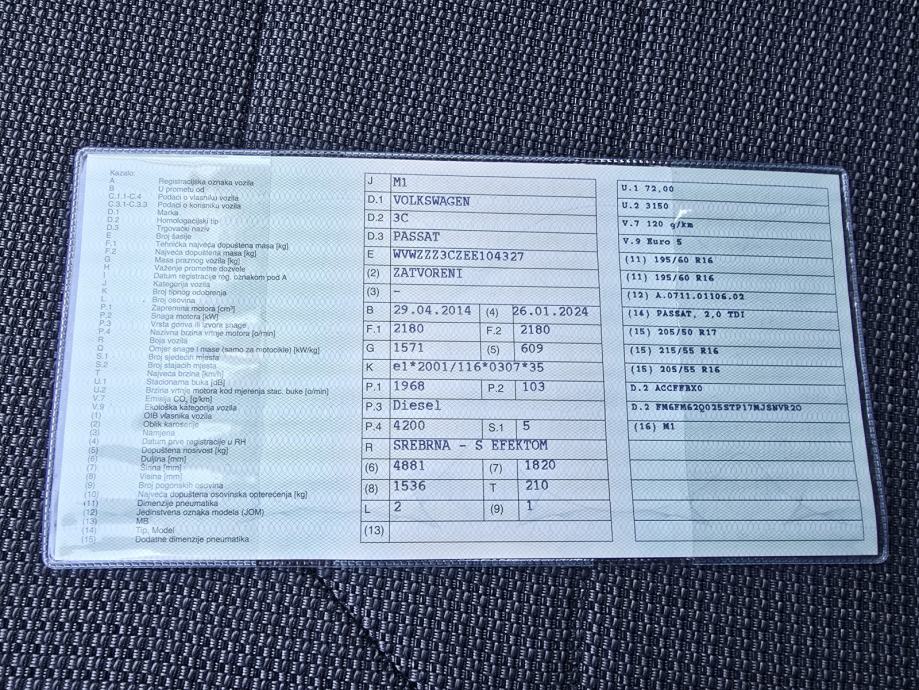 Kazalo:
A Registracijska oznaka vozila
B U prometu od
C.1.1-C.4 Podaci o vlasniku vozila
C.3.1-C.3.3 Podaci o korisniku vozila
D.1 Marka
D.2 Homologacijski tip
D.3 Trgovački naziv
E Broj šasije
F.1 Tehnička najveća dopuštena masa [kg]
F.2 Najveća dopuštena masa [kg]
G Masa praznog vozila [kg]
H Važenje prometne dozvole
I Datum registracije reg. oznakom pod A
J Kategorija vozila
K Broj tipnog odobrenja
L Broj osovina
P.1 Zapremina motora [cm³]
P.2 Snaga motora [kW]
P.3 Vrsta goriva ili izvora snage
P.4 Nazivna brzina vrtnje motora [o/min]
R Boja vozila
Q Omjer snage i mase (samo za motocikle) [kW/kg]
S.1 Broj sjedećih mjesta
S.2 Broj stajaćih mjesta
T Najveća brzina [km/h]
U.1 Stacionarna buka [dB]
U.2 Brzina vrtnje motora kod mjerenja stac. buke [o/min]
V.7 Emisija CO₂ [g/km]
V.9 Ekološka kategorija vozila
(1) OIB vlasnika vozila
(2) Oblik karoserije
(3) Namjena
(4) Datum prve registracije u RH
(5) Dopuštena nosivost [kg]
(6) Duljina [mm]
(7) Širina [mm]
(8) Visina [mm]
(9) Broj pogonskih osovina
(10) Najveća dopuštena osovinska opterećenja [kg]
(11) Dimenzije pneumatika
(12) Jedinstvena oznaka modela (JOM)
(13) MB
(14) Tip, Model
(15) Dodatne dimenzije pneumatika
J M1
D.1 VOLKSWAGEN
D.2 3C
D.3 PASSAT
E WVWZZZ3CZEE104327
(2) ZATVORENI
(3) -
B 29.04.2014 (4) 26.01.2024
F.1 2180 F.2 2180
G 1571 (5) 609
K e1*2001/116*0307*35
P.1 1968 P.2 103
P.3 Diesel
P.4 4200 S.1 5
R SREBRNA - S EFEKTOM
(6) 4881 (7) 1820
(8) 1536 T 210
L 2 (9) 1
(13)
U.1 72,00
U.2 3150
V.7 120 g/km
V.9 Euro 5
(11) 195/60 R16
(11) 195/60 R16
(12) A.0711.01106.02
(14) PASSAT, 2,0 TDI
(15) 205/50 R17
(15) 215/55 R16
(15) 205/55 R16
D.2 ACCFFBX0
D.2 FM6FM62Q025STP17MJSNVR2O
(16) M1